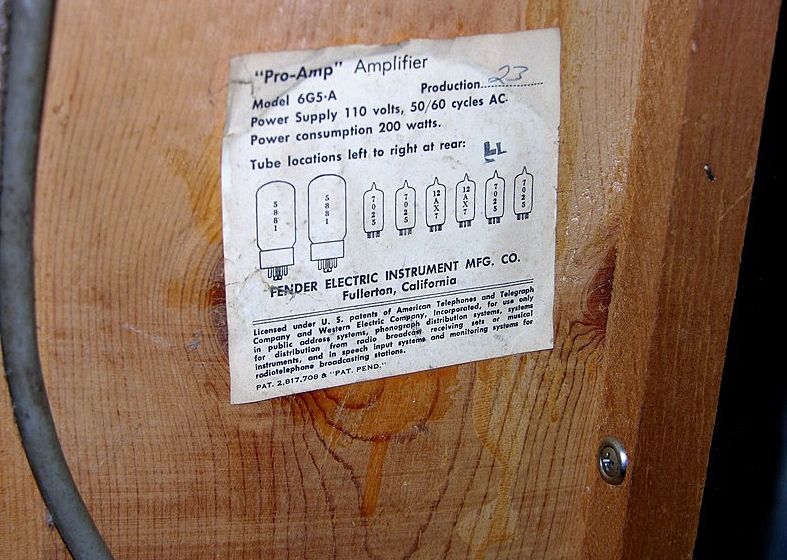 "Pro-Amp" Amplifier
Model 6G5-A Production 23
Power Supply 110 volts, 50/60 cycles AC.
Power consumption 200 watts.
Tube locations left to right at rear: LL
5881 5881 7025 7025 12AX7 12AX7 7025 7025
FENDER ELECTRIC INSTRUMENT MFG. CO.
Fullerton, California
Licensed under U. S. patents of American Telephones and Telegraph
Company and Western Electric Company, Incorporated, for use only
in public address systems, phonograph distribution systems, systems
for distribution from radio broadcast receiving sets or musical
instruments, and in speech input systems and monitoring systems for
radiotelephone broadcasting stations.
PAT. 2,817,708 & "PAT. PEND."